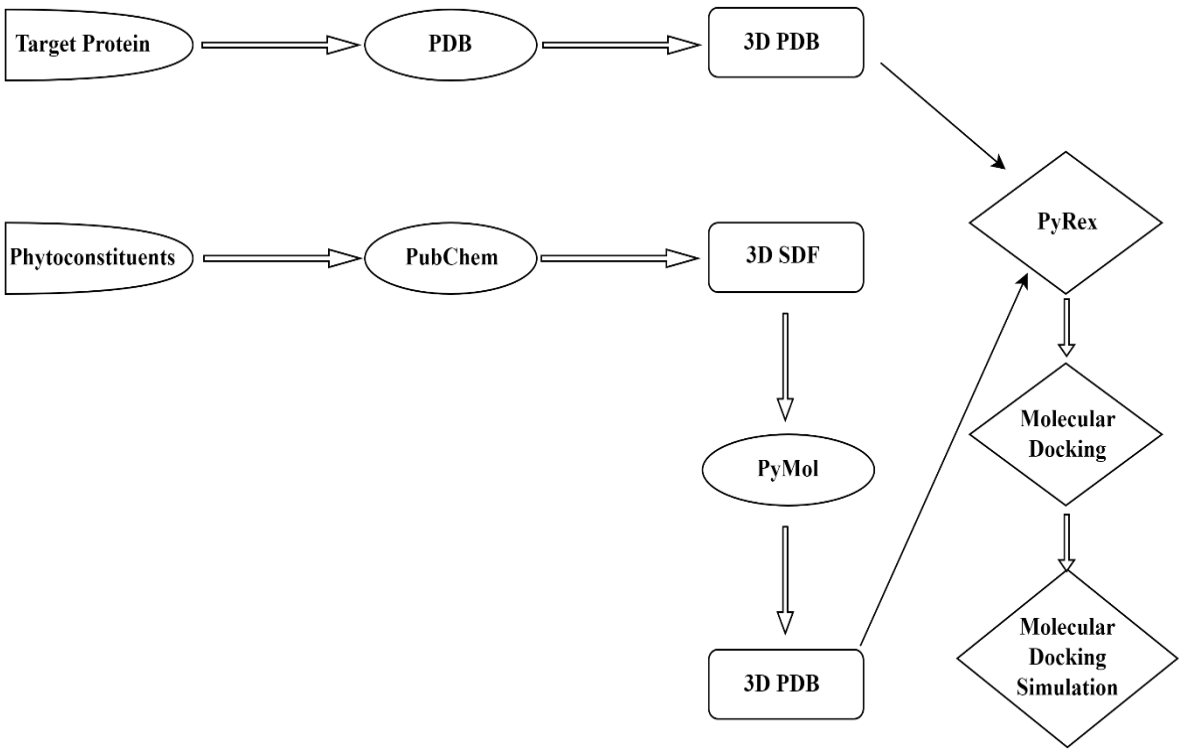 Target Protein
PDB
3D PDB
PyRex
Phytoconstituents
PubChem
3D SDF
Molecular
Docking
PyMol
3D PDB
Molecular
Docking
Simulation